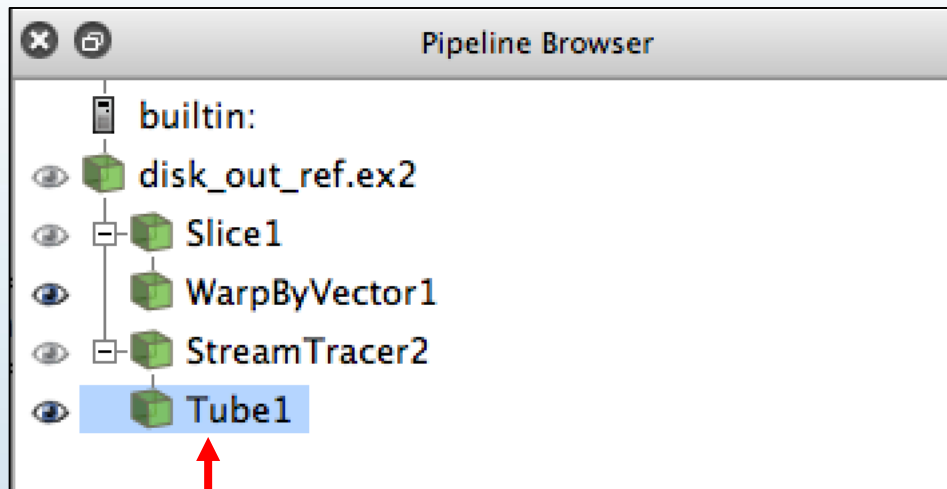 Pipeline Browser
builtin:
disk_out_ref.ex2
Slice1
WarpByVector1
StreamTracer2
Tube1